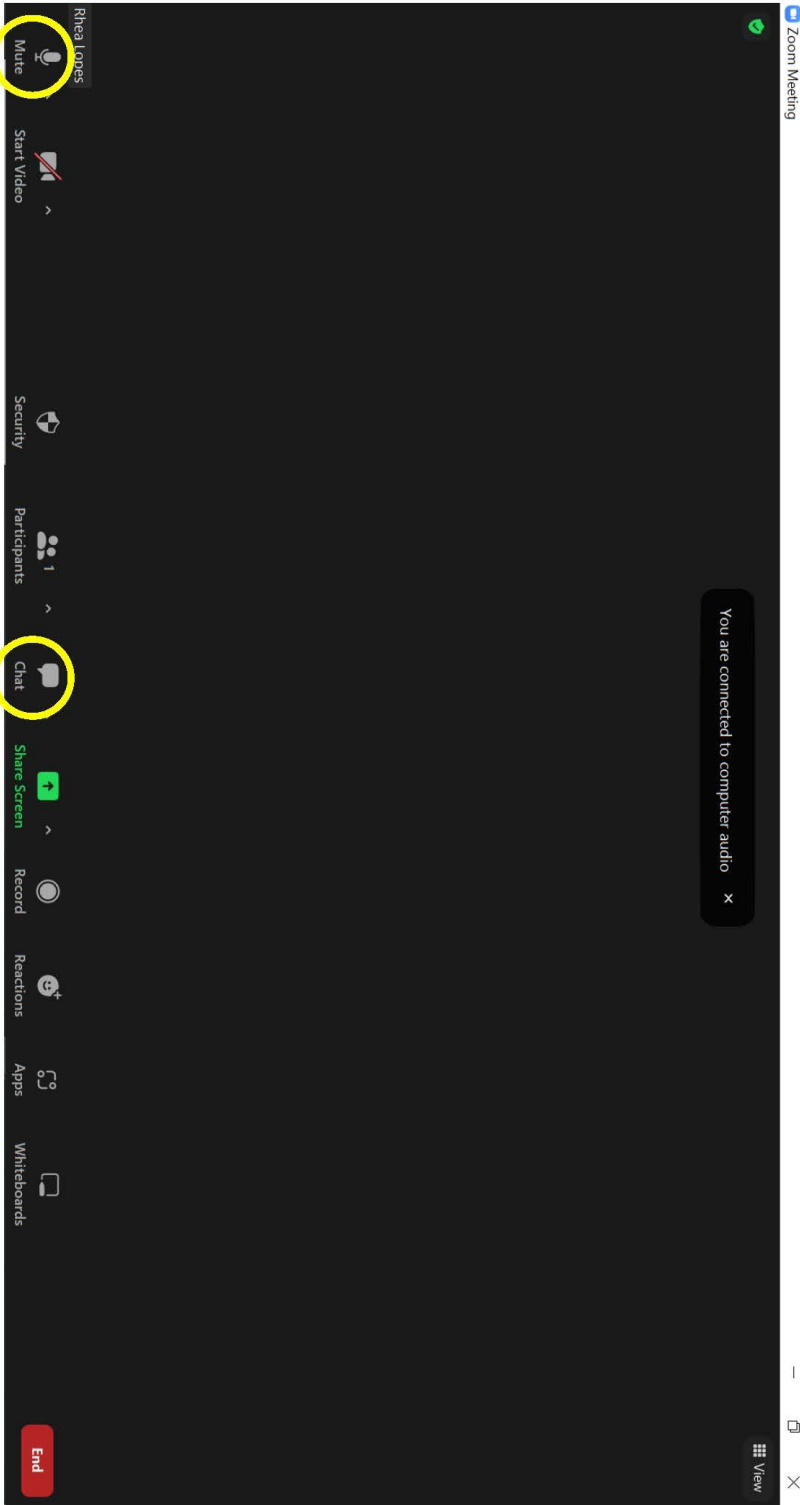 Zoom Meeting
View
You are connected to computer audio
Rhea Lopes
Mute
Start Video
Security
Participants
1
Chat
Share Screen
Record
Reactions
Apps
Whiteboards
End